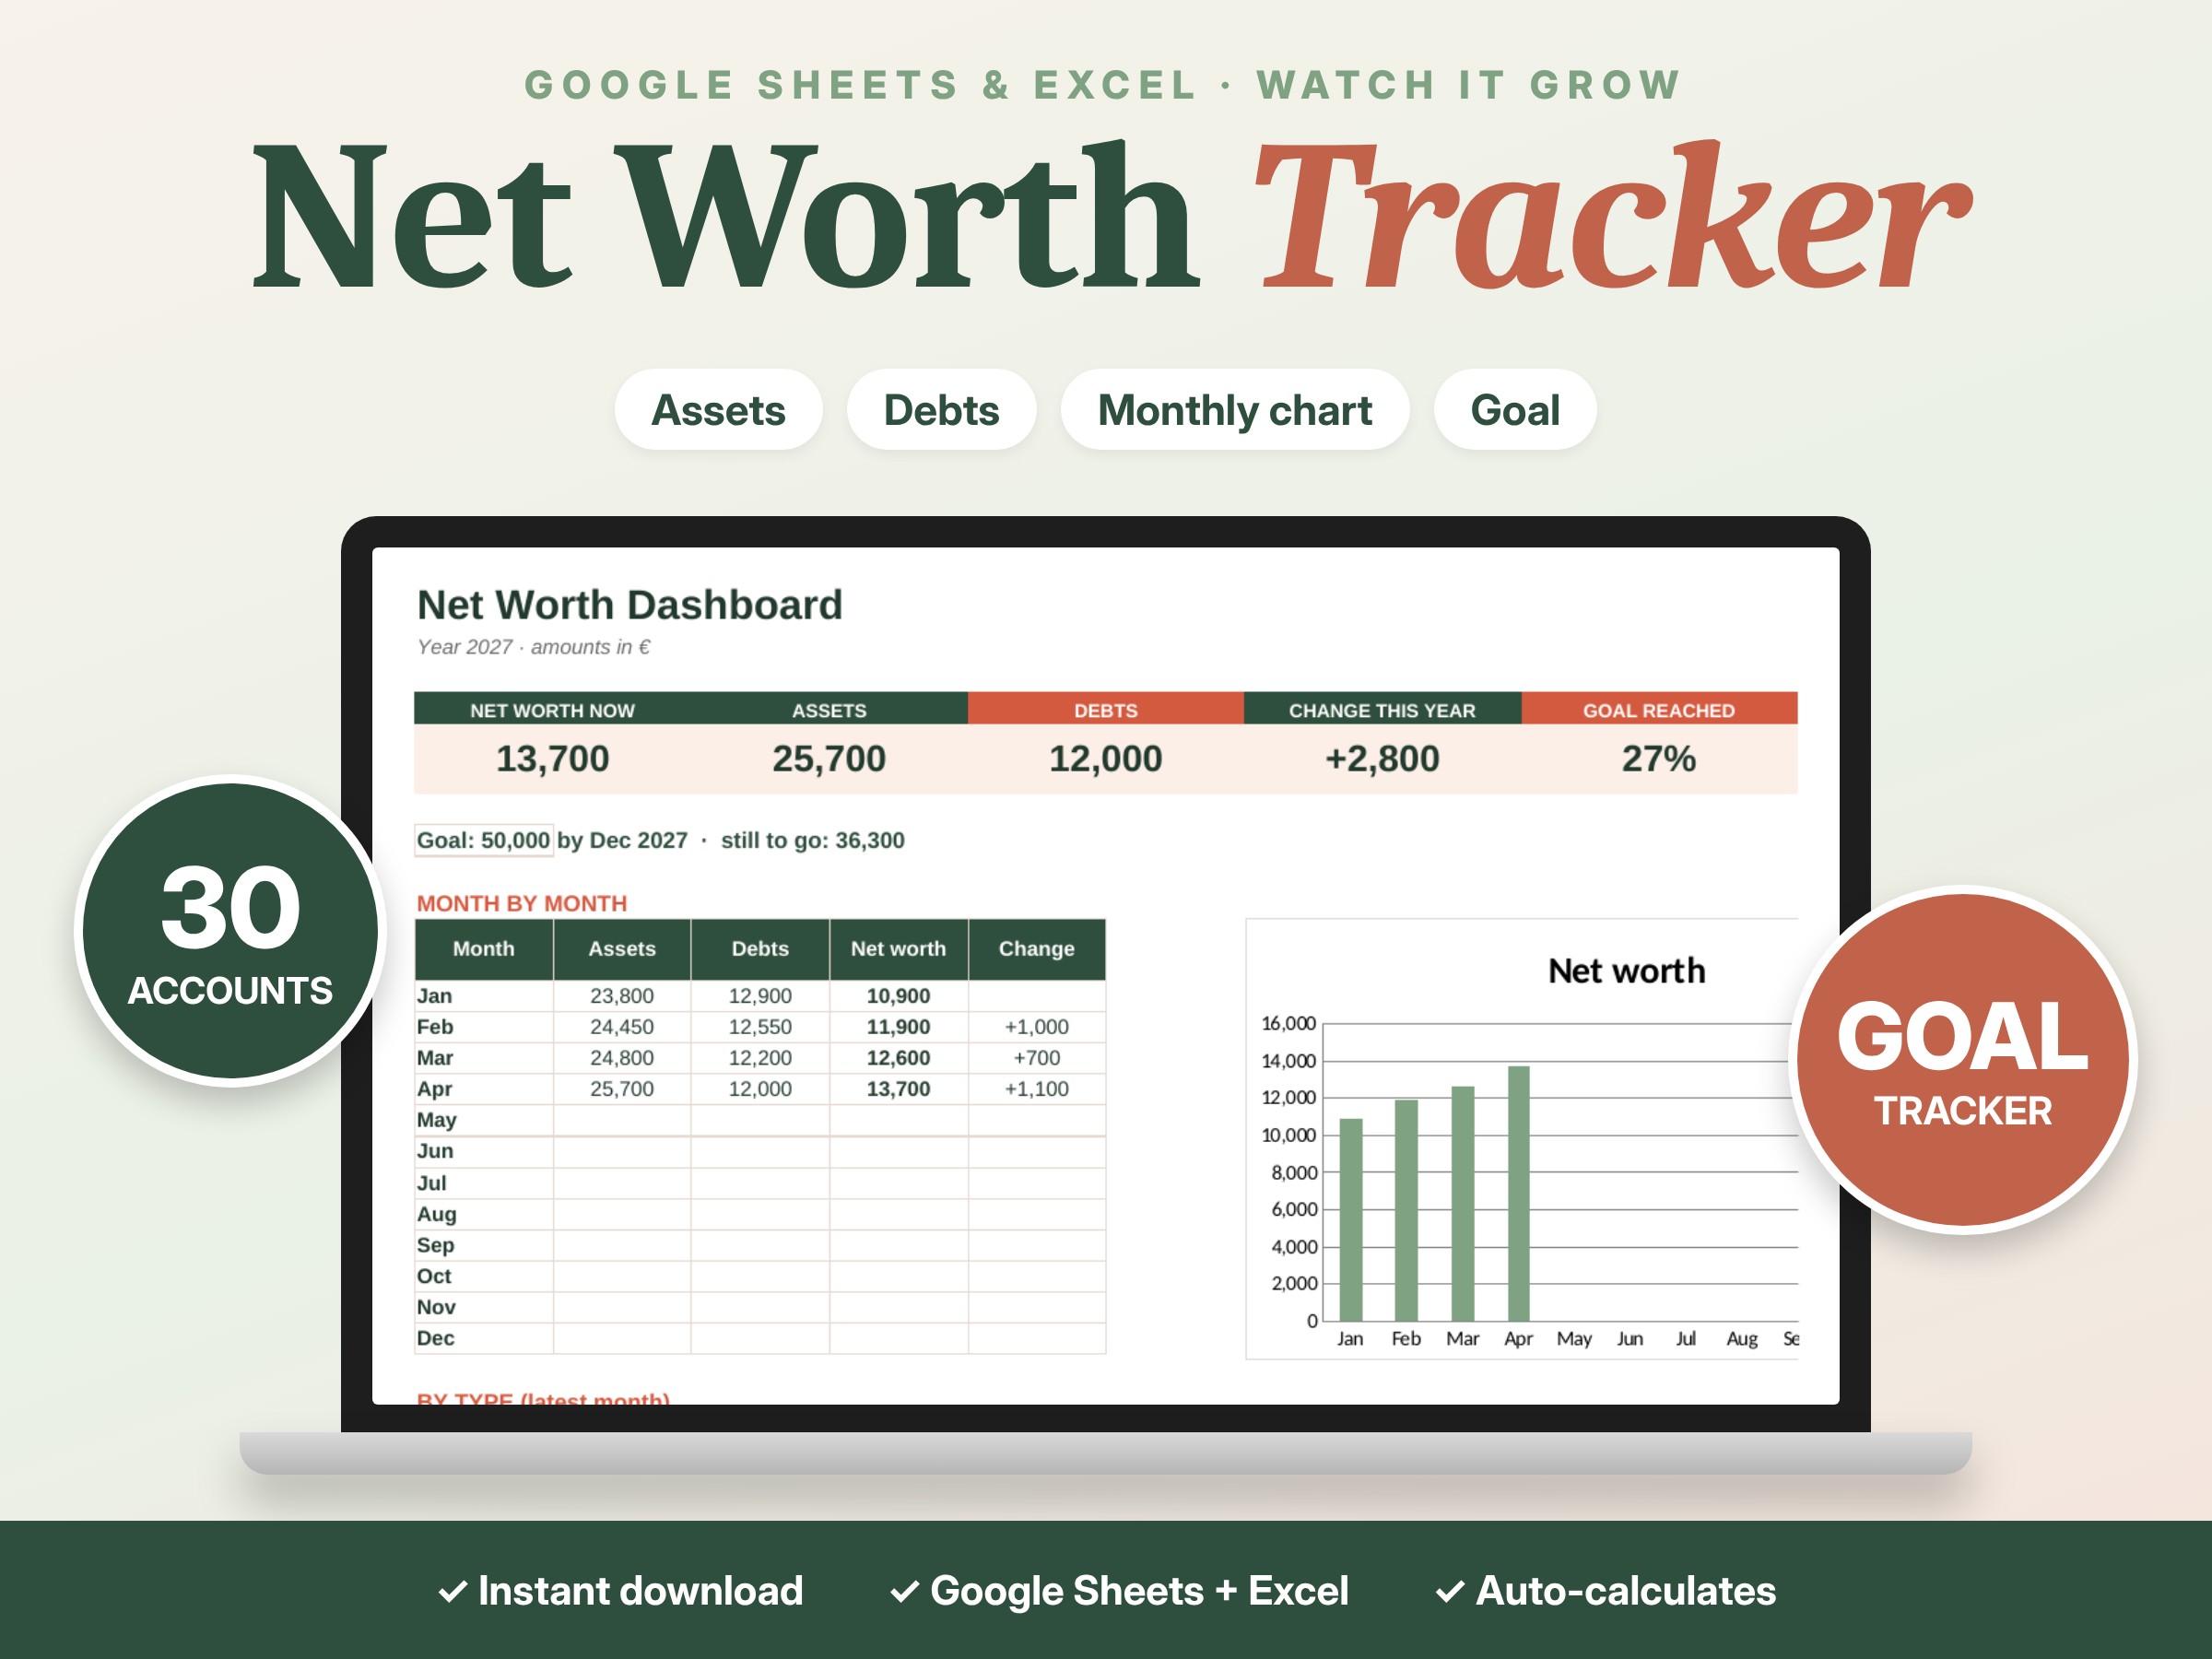 GOOGLE SHEETS & EXCEL · WATCH IT GROW
Net Worth Tracker
Assets Debts Monthly chart Goal
Net Worth Dashboard
Year 2027 · amounts in €
NET WORTH NOW ASSETS DEBTS CHANGE THIS YEAR GOAL REACHED
13,700 25,700 12,000 +2,800 27%
Goal: 50,000 by Dec 2027 · still to go: 36,300
MONTH BY MONTH
Month Assets Debts Net worth Change
Jan 23,800 12,900 10,900
Feb 24,450 12,550 11,900 +1,000
Mar 24,800 12,200 12,600 +700
Apr 25,700 12,000 13,700 +1,100
May
Jun
Jul
Aug
Sep
Oct
Nov
Dec
BY TYPE (latest month)
Net worth
16,000
14,000
12,000
10,000
8,000
6,000
4,000
2,000
0
Jan Feb Mar Apr May Jun Jul Aug Se
30
ACCOUNTS
GOAL
TRACKER
✓ Instant download ✓ Google Sheets + Excel ✓ Auto-calculates